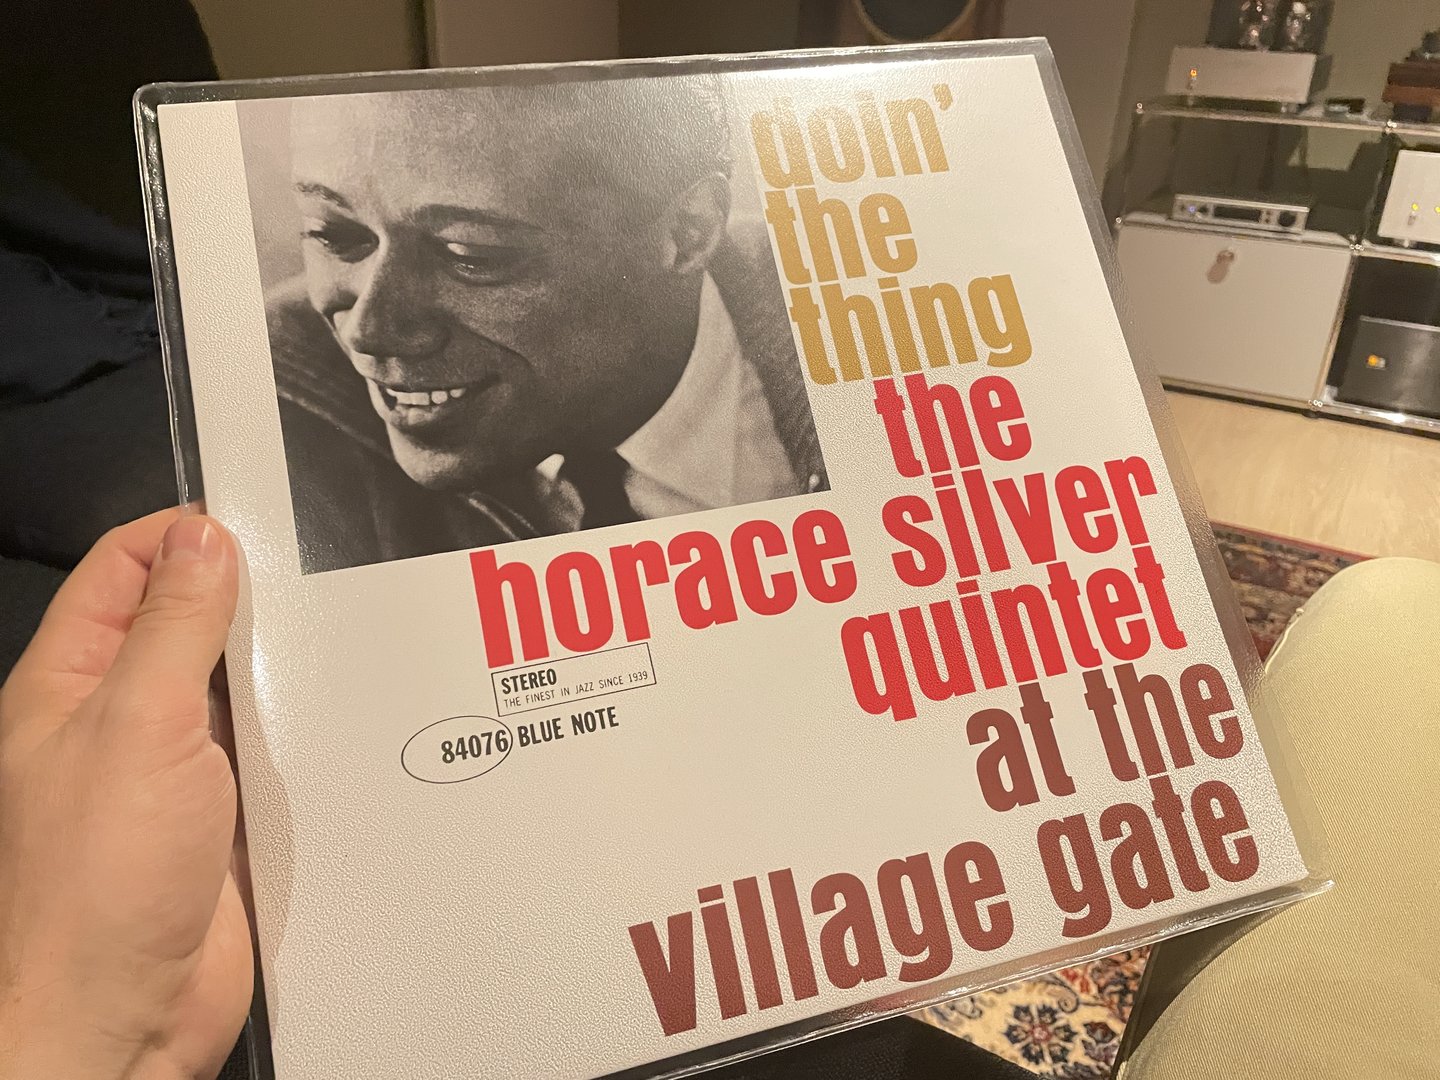 doin'
the
thing
the
horace silver
quintet
at the
village gate
STEREO
THE FINEST IN JAZZ SINCE 1939
84076 BLUE NOTE